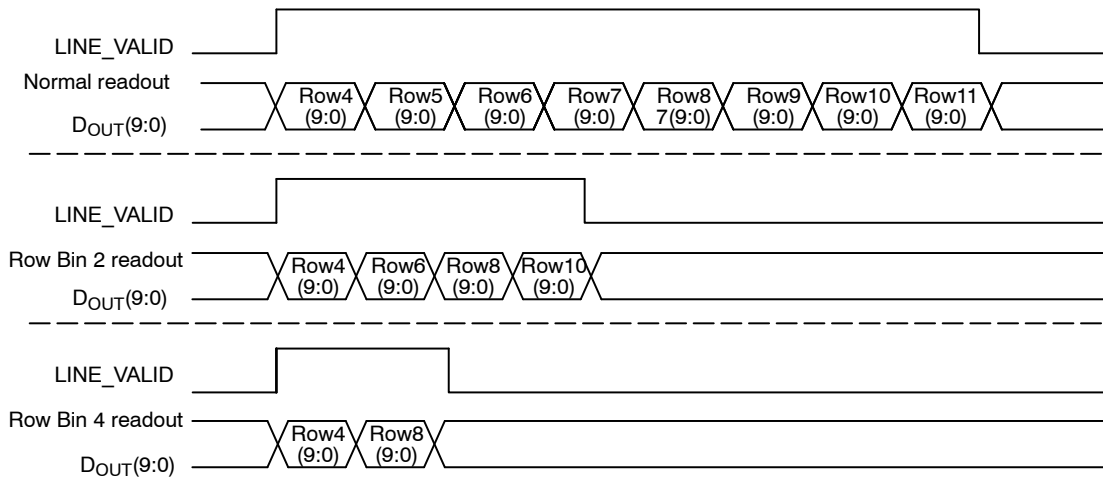 LINE_VALID
Normal readout
Row4 Row5 Row6 Row7 Row8 Row9 Row10 Row11
(9:0) (9:0) (9:0) (9:0) 7(9:0) (9:0) (9:0) (9:0)
DOUT(9:0)
LINE_VALID
Row Bin 2 readout
Row4 Row6 Row8 Row10
(9:0) (9:0) (9:0) (9:0)
DOUT(9:0)
LINE_VALID
Row Bin 4 readout
Row4 Row8
(9:0) (9:0)
DOUT(9:0)